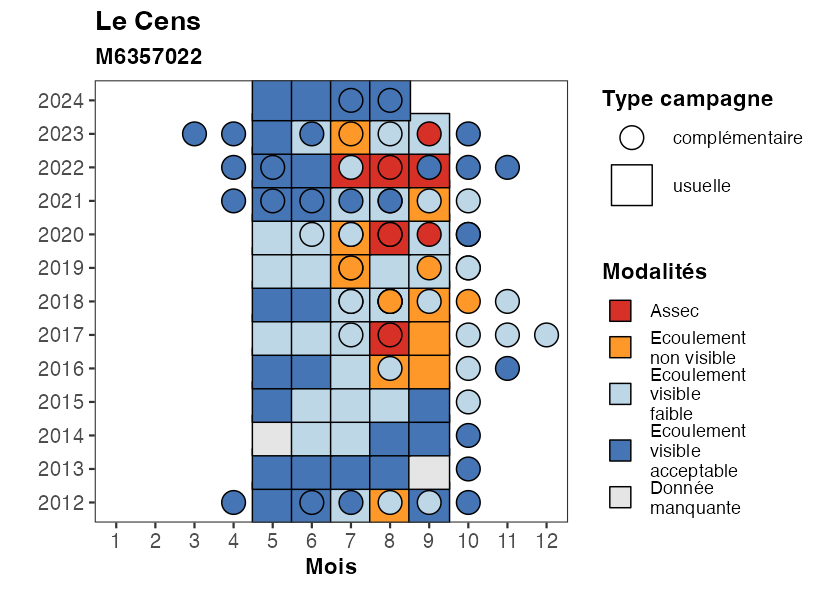 Le Cens
M6357022
2024
2023
2022
2021
2020
2019
2018
2017
2016
2015
2014
2013
2012
1 2 3 4 5 6 7 8 9 10 11 12
Mois
Type campagne
complémentaire
usuelle
Modalités
Assec
Ecoulement
non visible
Ecoulement
visible
faible
Ecoulement
visible
acceptable
Donnée
manquante